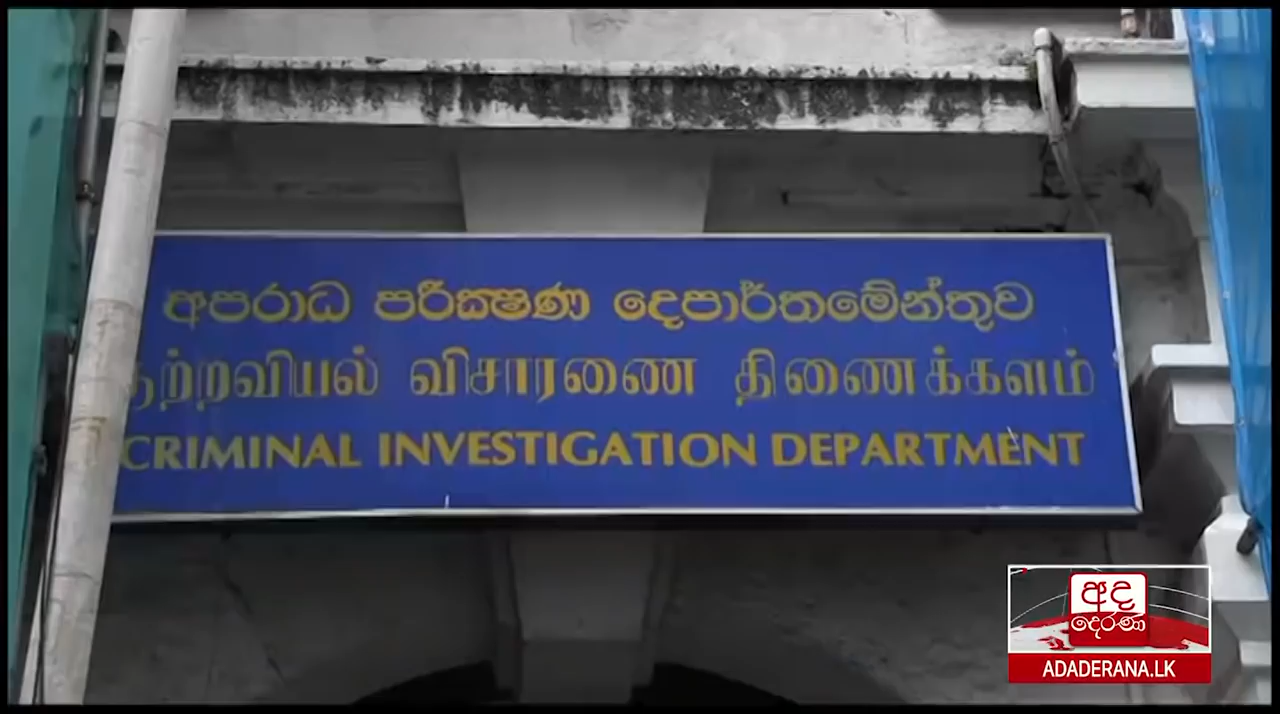 අපරාධ පරීක්ෂණ දෙපාර්තමේන්තුව
குற்றவியல் விசாரணை திணைக்களம்
CRIMINAL INVESTIGATION DEPARTMENT
අද
දෙරණ
ADADERANA.LK